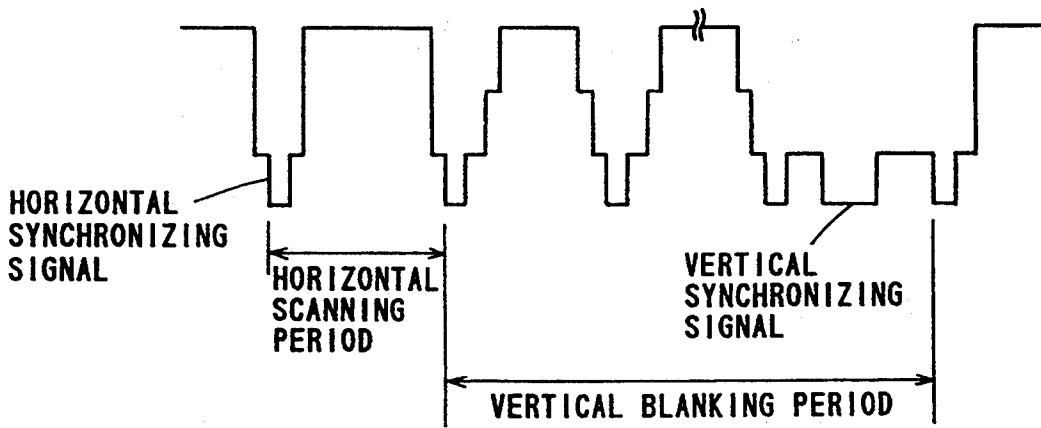 HORIZONTAL
SYNCHRONIZING
SIGNAL
HORIZONTAL
SCANNING
PERIOD
VERTICAL
SYNCHRONIZING
SIGNAL
VERTICAL BLANKING PERIOD